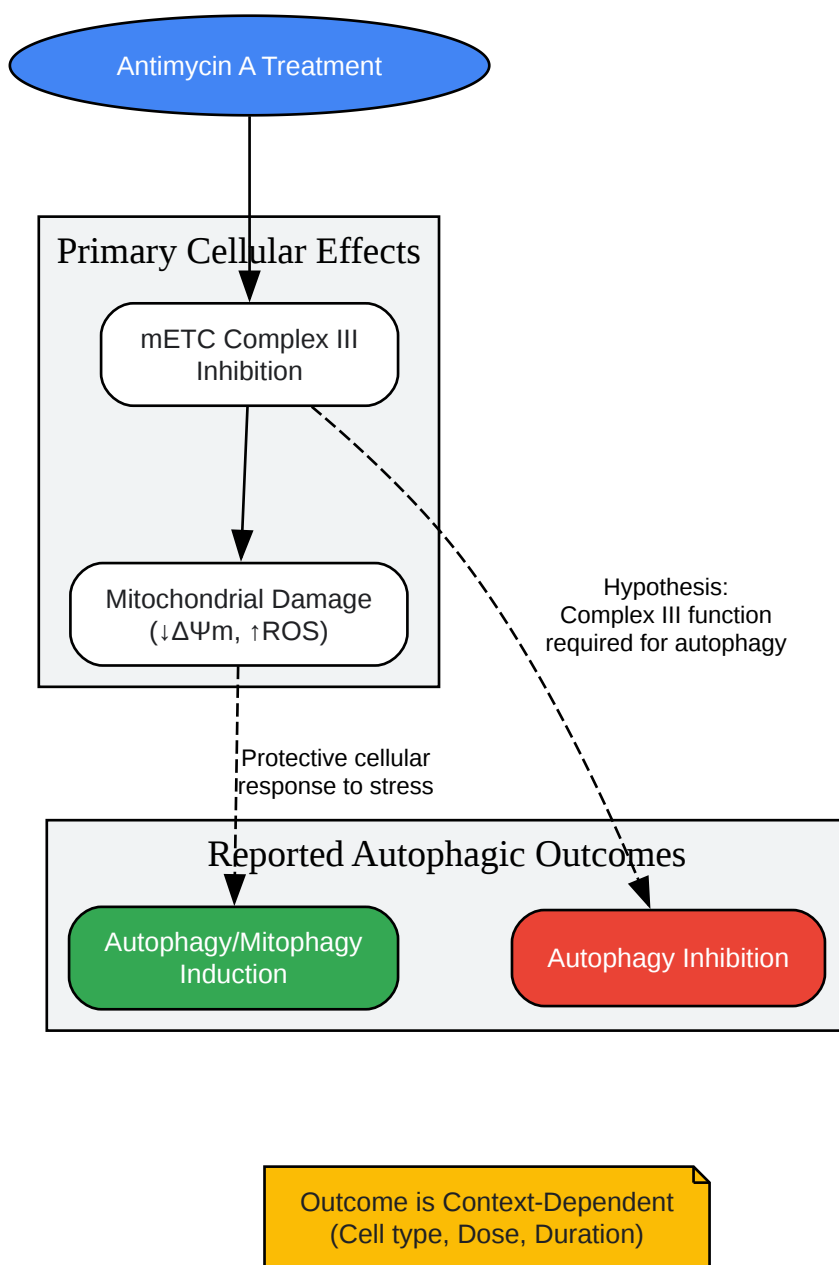 Antimycin A Treatment
Primary Cellular Effects
mETC Complex III
Inhibition
Mitochondrial Damage
(↓ΔΨm, ↑ROS)
Hypothesis:
Complex III function
required for autophagy
Protective cellular
response to stress
Reported Autophagic Outcomes
Autophagy/Mitophagy
Induction
Autophagy Inhibition
Outcome is Context-Dependent
(Cell type, Dose, Duration)